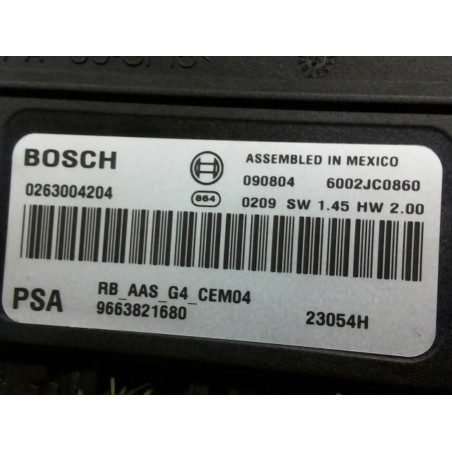 BOSCH
ASSEMBLED IN MEXICO
090804 6002JC0860
0263004204
864
0209 SW 1.45 HW 2.00
PSA
RB_AAS_G4_CEM04
9663821680
23054H